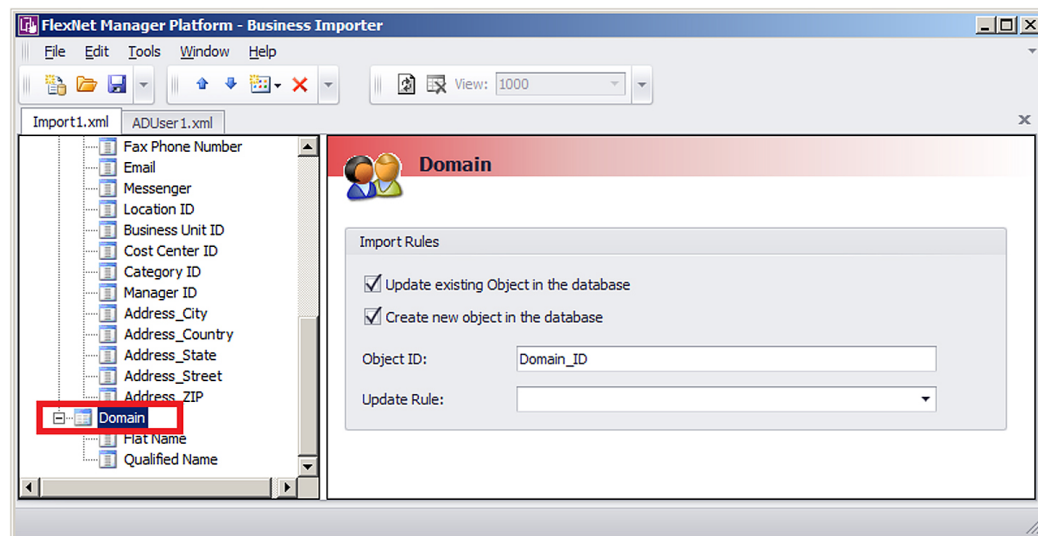 FlexNet Manager Platform - Business Importer
File Edit Tools Window Help
View: 1000
Import1.xml ADUser1.xml
Fax Phone Number
Email
Messenger
Location ID
Business Unit ID
Cost Center ID
Category ID
Manager ID
Address_City
Address_Country
Address_State
Address_Street
Address_ZIP
Domain
Flat Name
Qualified Name
Domain
Import Rules
Update existing Object in the database
Create new object in the database
Object ID: Domain_ID
Update Rule: